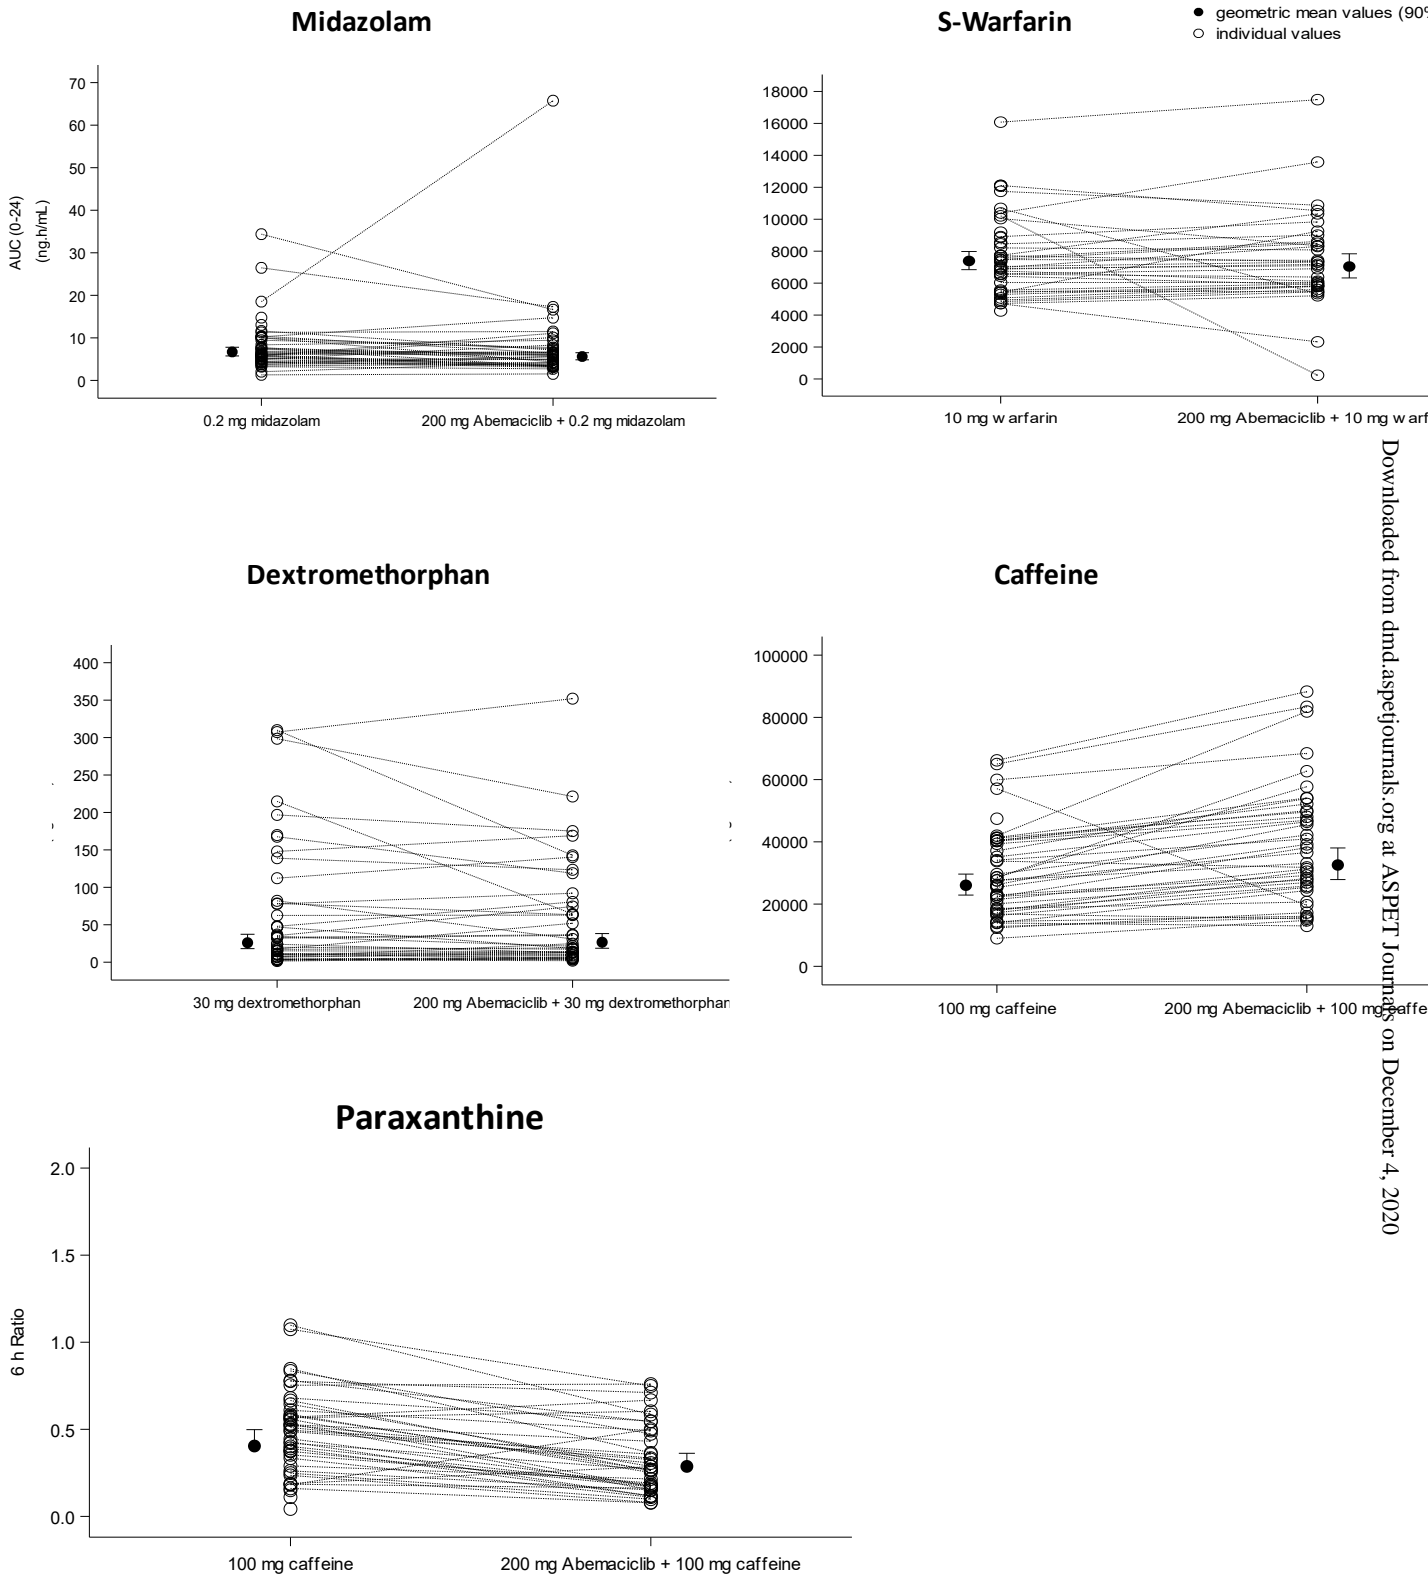 Midazolam
S-Warfarin
geometric mean values (90%
individual values
AUC (0-24)
(ng.h/mL)
70
60
50
40
30
20
10
0
0.2 mg midazolam
200 mg Abemaciclib + 0.2 mg midazolam
18000
16000
14000
12000
10000
8000
6000
4000
2000
0
10 mg warfarin
200 mg Abemaciclib + 10 mg warf
Dextromethorphan
Caffeine
400
350
300
250
200
150
100
50
0
30 mg dextromethorphan
200 mg Abemaciclib + 30 mg dextromethorphan
100000
80000
60000
40000
20000
0
100 mg caffeine
200 mg Abemaciclib + 100 mg caffe
Paraxanthine
6 h Ratio
2.0
1.5
1.0
0.5
0.0
100 mg caffeine
200 mg Abemaciclib + 100 mg caffeine
Downloaded from dmd.aspetjournals.org at ASPET Journals on December 4, 2020